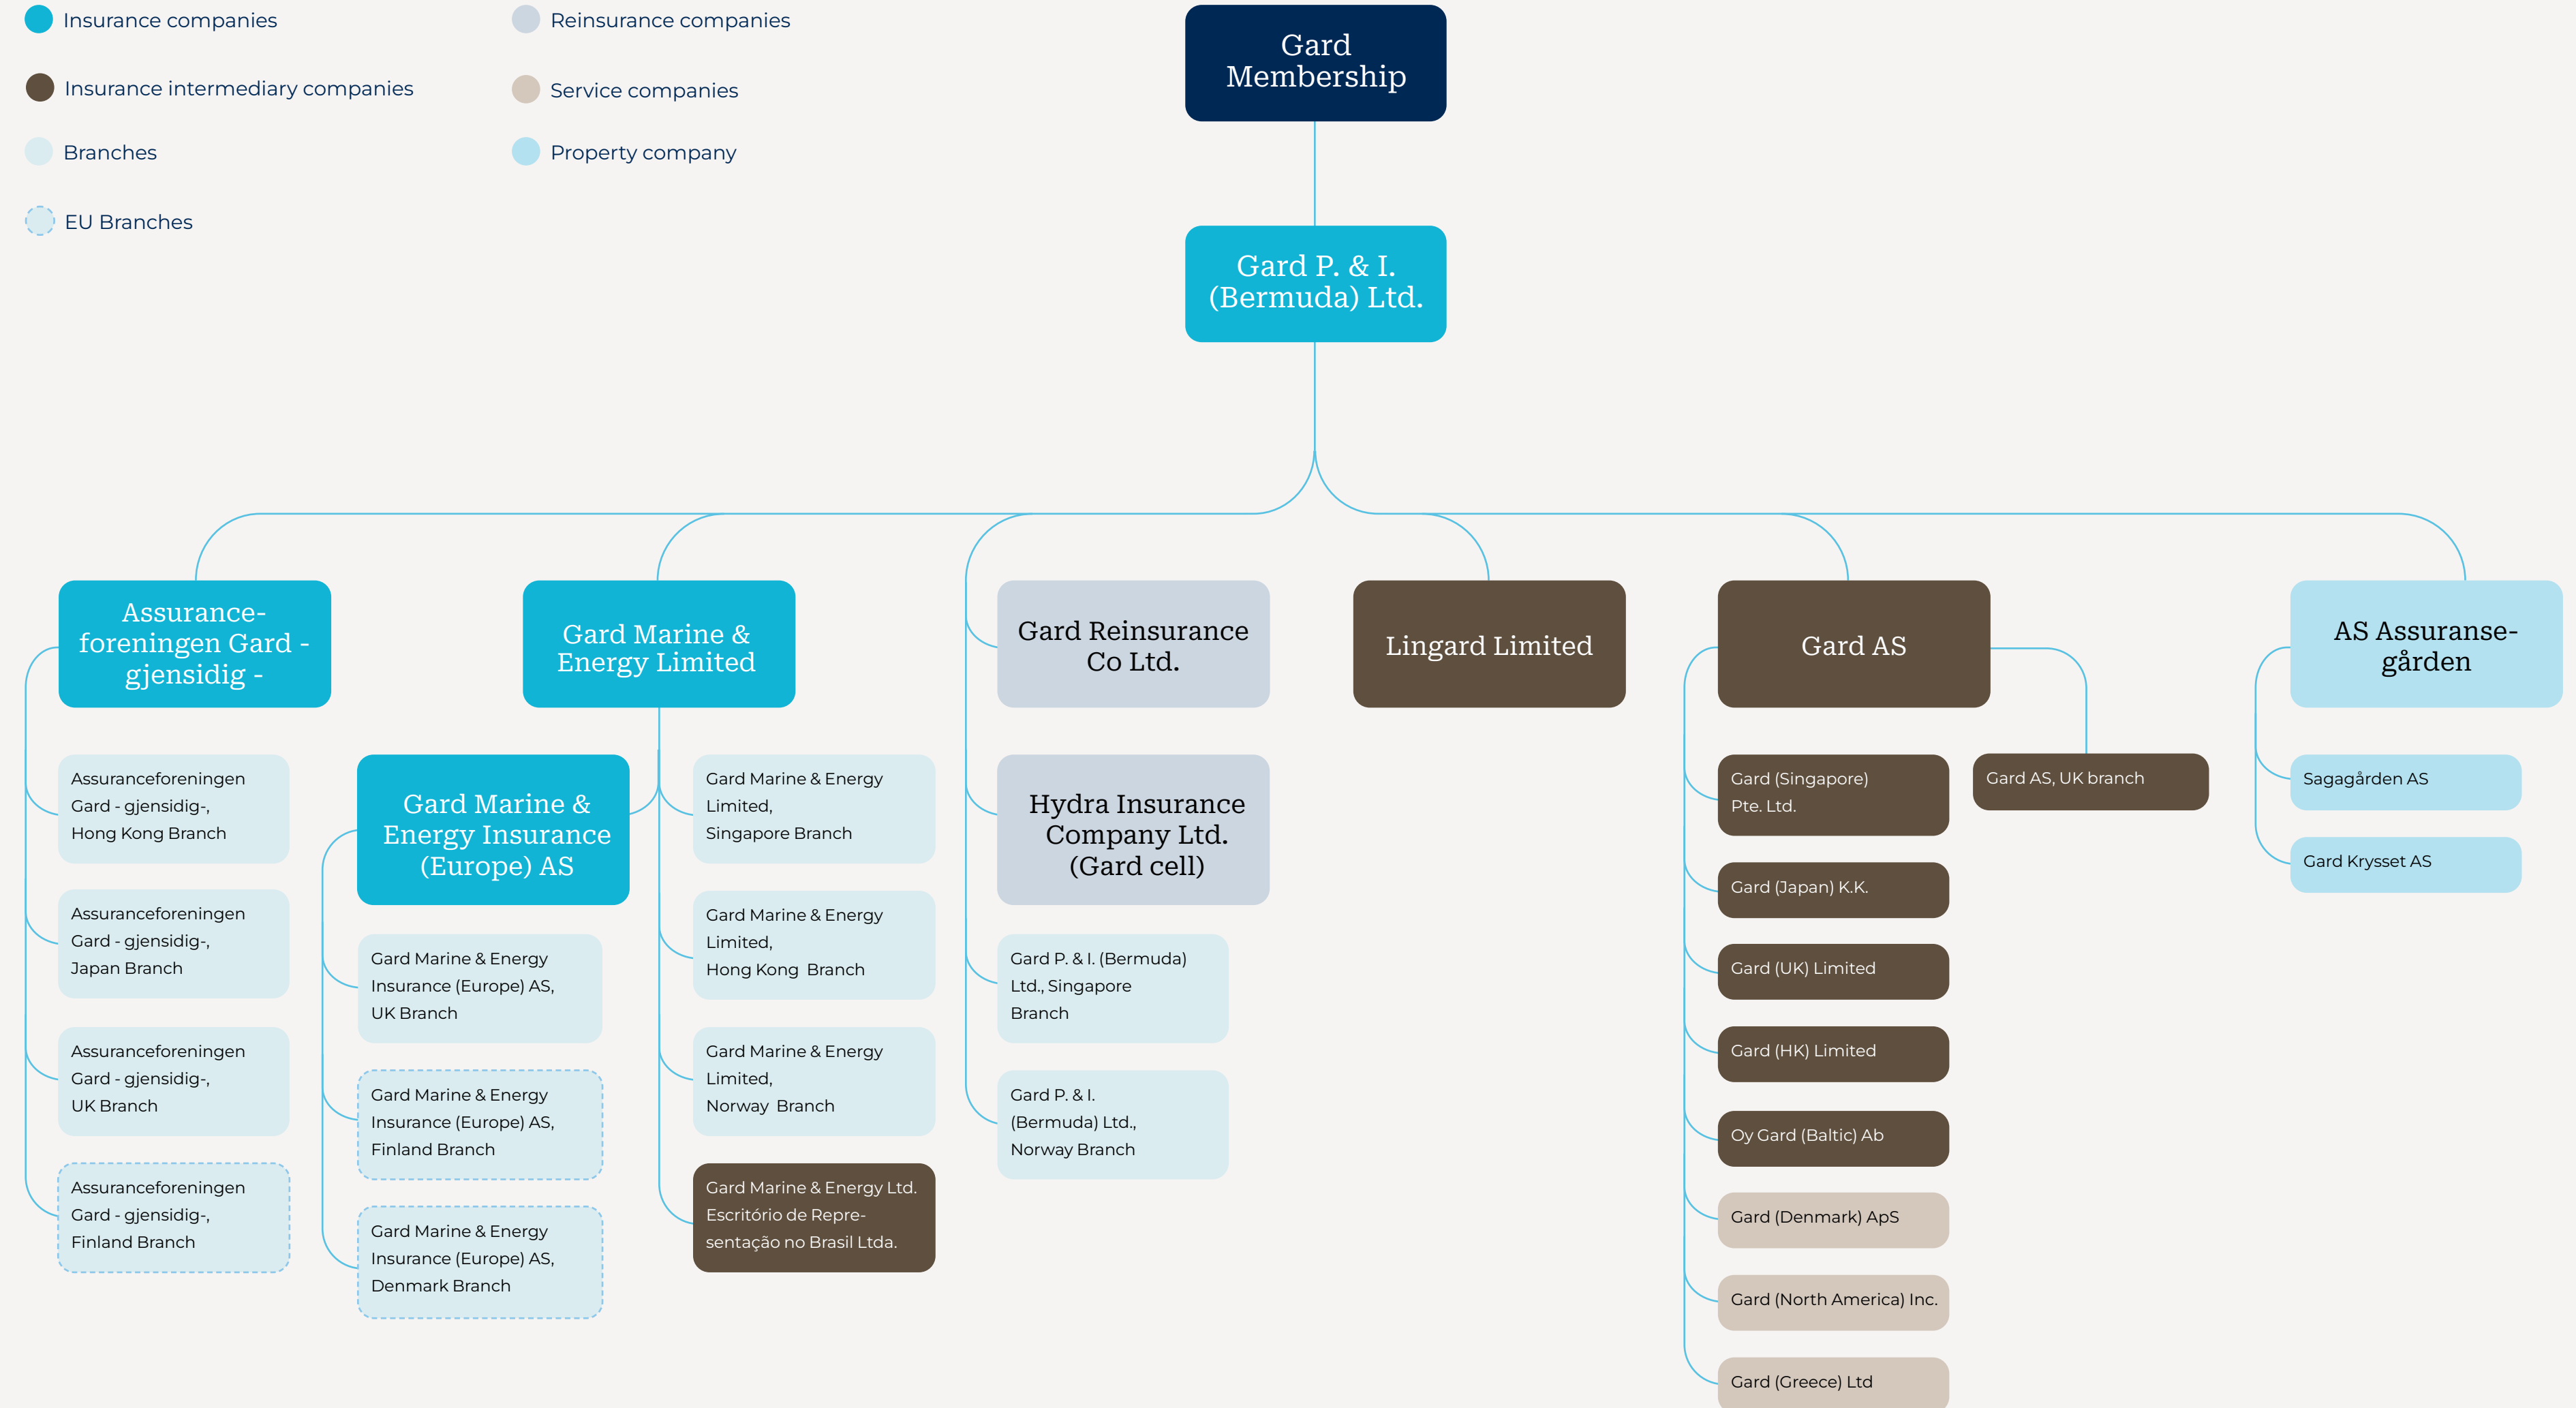 Insurance companies
Insurance intermediary companies
Branches
EU Branches
Reinsurance companies
Service companies
Property company
Gard
Membership
Gard P. & I.
(Bermuda) Ltd.
Assurance-
foreningen Gard -
gjensidig -
Assuranceforeningen
Gard - gjensidig-,
Hong Kong Branch
Assuranceforeningen
Gard - gjensidig-,
Japan Branch
Assuranceforeningen
Gard - gjensidig-,
UK Branch
Assuranceforeningen
Gard - gjensidig-,
Finland Branch
Gard Marine &
Energy Limited
Gard Marine &
Energy Insurance
(Europe) AS
Gard Marine & Energy
Insurance (Europe) AS,
UK Branch
Gard Marine & Energy
Insurance (Europe) AS,
Finland Branch
Gard Marine & Energy
Insurance (Europe) AS,
Denmark Branch
Gard Marine & Energy
Limited,
Singapore Branch
Gard Marine & Energy
Limited,
Hong Kong Branch
Gard Marine & Energy
Limited,
Norway Branch
Gard Marine & Energy Ltd.
Escritório de Repre-
sentação no Brasil Ltda.
Gard Reinsurance
Co Ltd.
Hydra Insurance
Company Ltd.
(Gard cell)
Gard P. & I. (Bermuda)
Ltd., Singapore
Branch
Gard P. & I.
(Bermuda) Ltd.,
Norway Branch
Lingard Limited
Gard AS
Gard (Singapore)
Pte. Ltd.
Gard (Japan) K.K.
Gard (UK) Limited
Gard (HK) Limited
Oy Gard (Baltic) Ab
Gard (Denmark) ApS
Gard (North America) Inc.
Gard (Greece) Ltd
Gard AS, UK branch
AS Assuranse-
gården
Sagagården AS
Gard Krysset AS